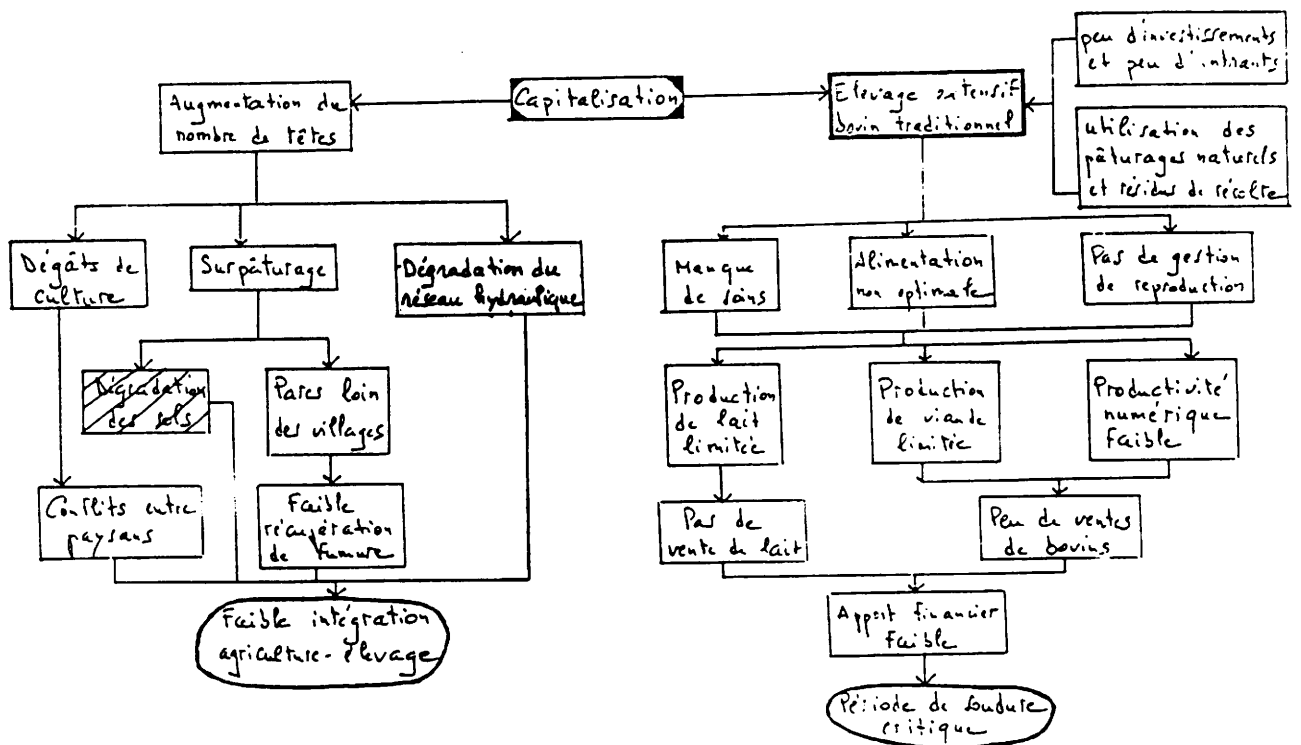 peu d'investissements
et peu d'intrants
Augmentation du
nombre de têtes
Capitalisation
Elevage extensif
bovin traditionnel
utilisation des
pâturages naturels
et résidus de récolte
Dégâts de
culture
Surpâturage
Dégradation du
réseau hydraulique
Manque
de soins
Alimentation
non optimale
Pas de gestion
de reproduction
Dégradation
des sols
Parcs loin
des villages
Production
de lait
limitée
Production
de viande
limitée
Productivité
numérique
faible
Conflits entre
paysans
Faible
récupération
de fumure
Pas de
vente de lait
Peu de ventes
de bovins
Faible intégration
agriculture-élevage
Apport financier
faible
Période de soudure
critique